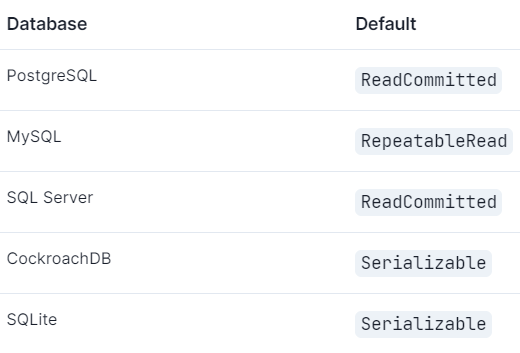 Database Default
PostgreSQL ReadCommitted
MySQL RepeatableRead
SQL Server ReadCommitted
CockroachDB Serializable
SQLite Serializable